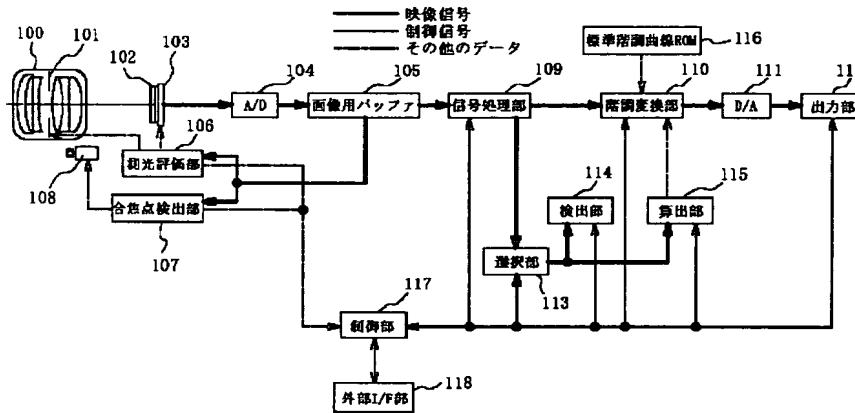 映像信号
制御信号
その他のデータ
標準階調曲線ROM
116
100
101
102
103
104
105
109
110
111
11
A/D
画像用バッファ
信号処理部
階調変換部
D/A
出力部
106
測光評価部
108
合焦点検出部
107
114
検出部
115
算出部
選択部
113
117
制御部
外部I/F部
118